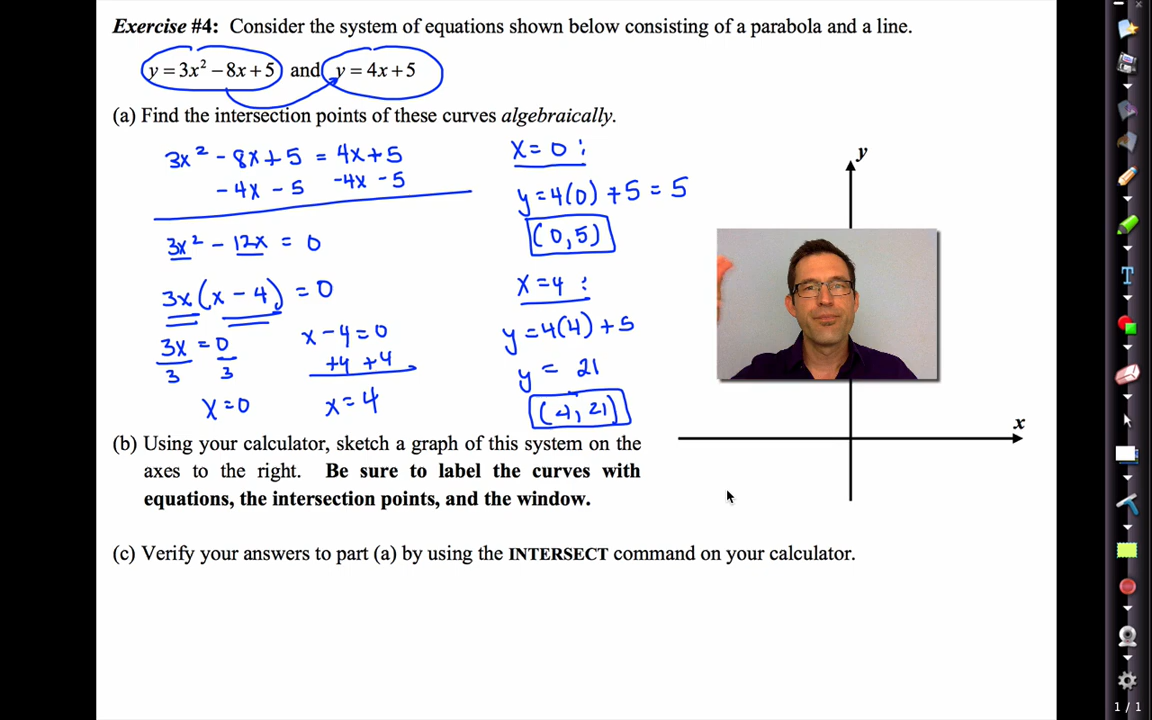 Exercise #4: Consider the system of equations shown below consisting of a parabola and a line.
y = 3x² − 8x + 5 and y = 4x + 5
(a) Find the intersection points of these curves algebraically.
3x² − 8x + 5 = 4x + 5
− 4x − 5 −4x − 5
3x² − 12x = 0
3x(x − 4) = 0
3x = 0
3 3
x = 0
x − 4 = 0
+4 +4
x = 4
x = 0 :
y = 4(0) + 5 = 5
(0, 5)
x = 4 :
y = 4(4) + 5
y = 21
(4, 21)
y
x
(b) Using your calculator, sketch a graph of this system on the
axes to the right. Be sure to label the curves with
equations, the intersection points, and the window.
(c) Verify your answers to part (a) by using the INTERSECT command on your calculator.
T
1 / 1